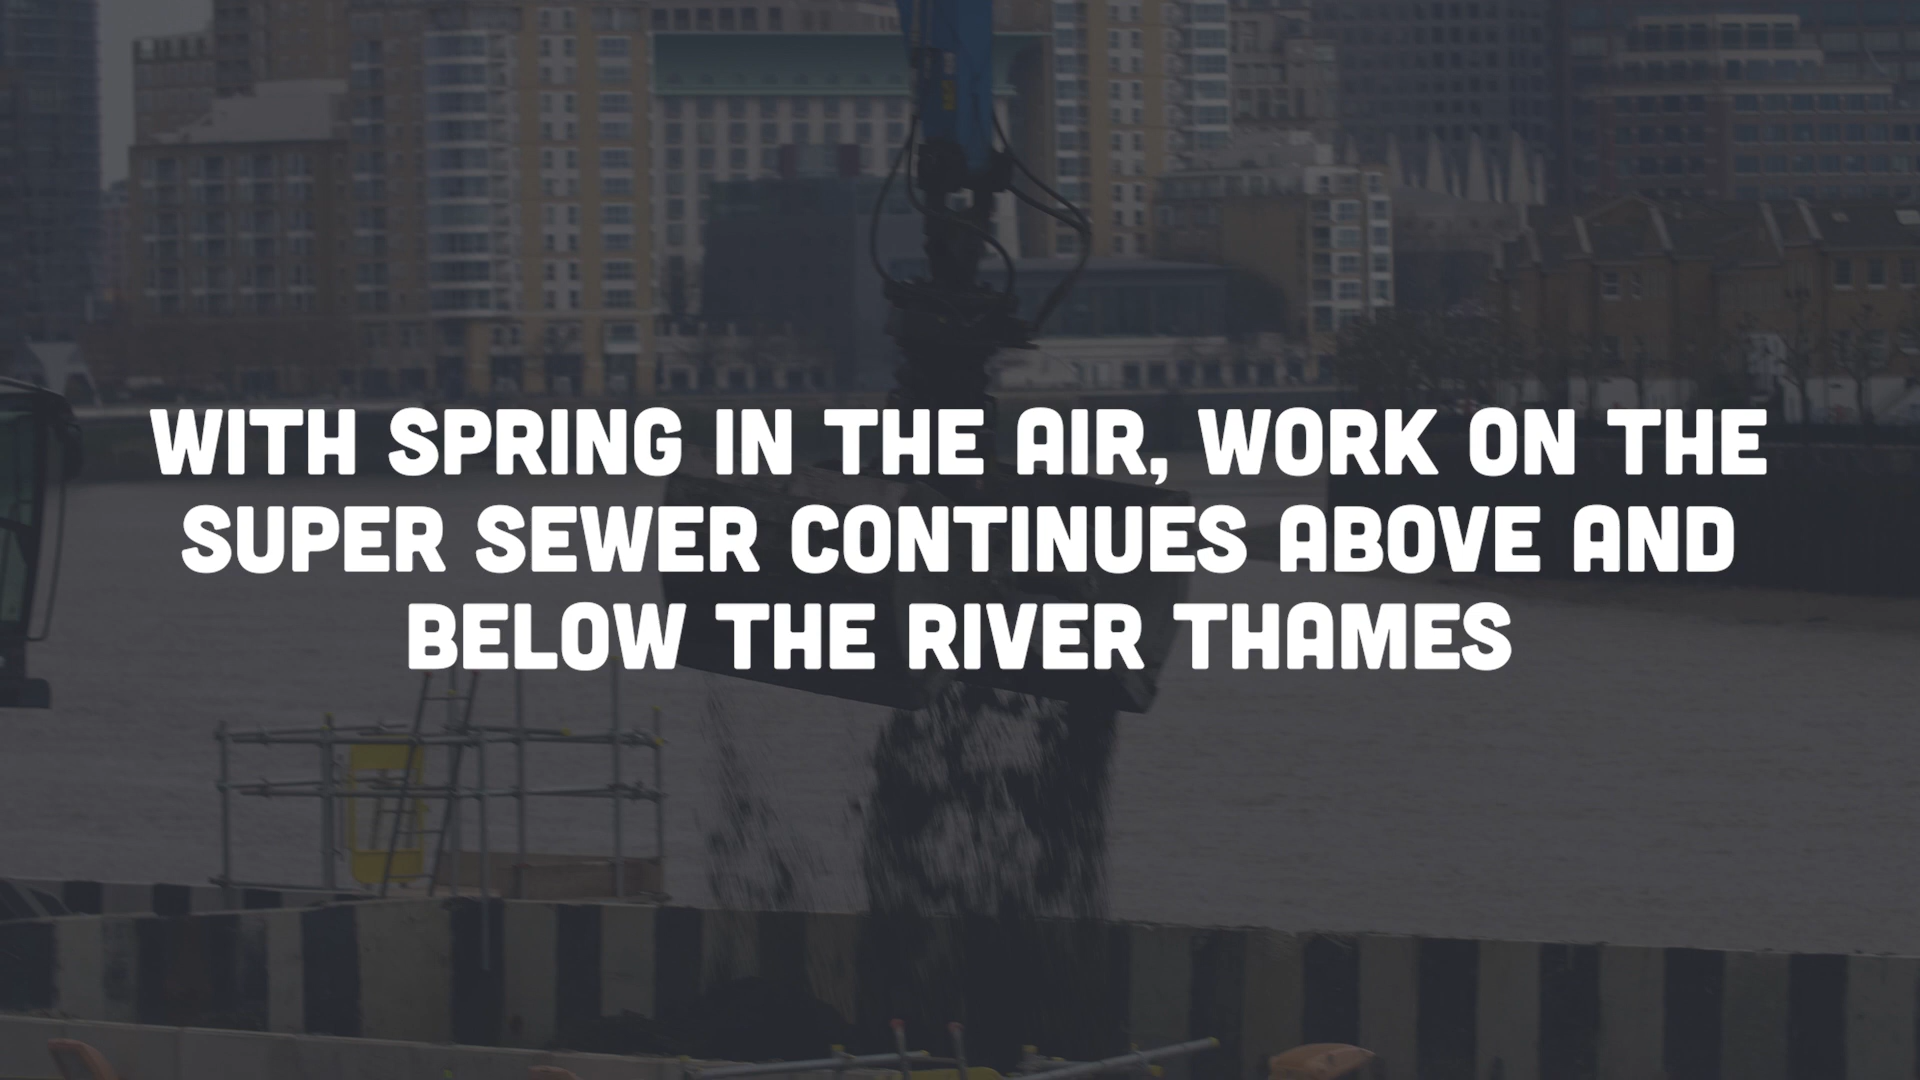 WITH SPRING IN THE AIR, WORK ON THE
SUPER SEWER CONTINUES ABOVE AND
BELOW THE RIVER THAMES